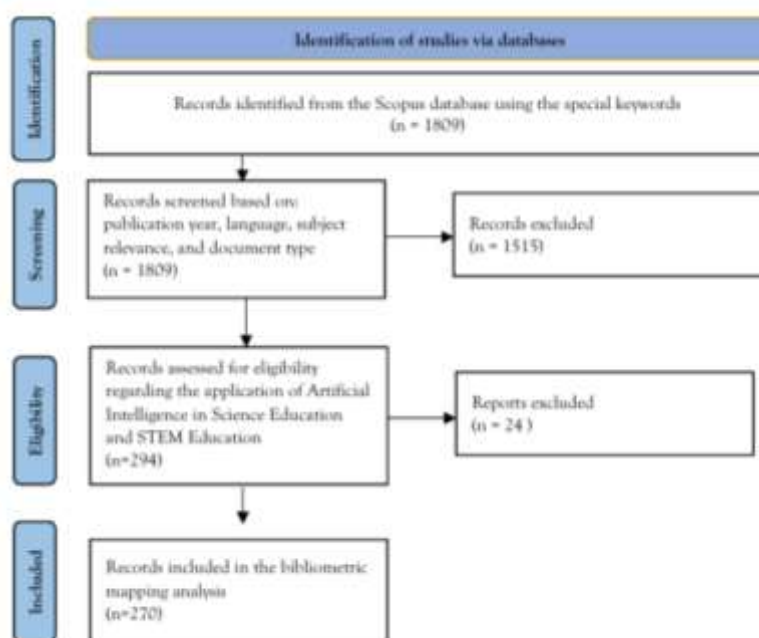 Identification of studies via databases
Identification
Records identified from the Scopus database using the special keywords
(n = 1809)
Screening
Records screened based on:
publication year, language, subject
relevance, and document type
(n = 1809)
Records excluded
(n = 1515)
Eligibility
Records assessed for eligibility
regarding the application of Artificial
Intelligence in Science Education
and STEM Education
(n=294)
Reports excluded
(n = 24 )
Included
Records included in the bibliometric
mapping analysis
(n=270)